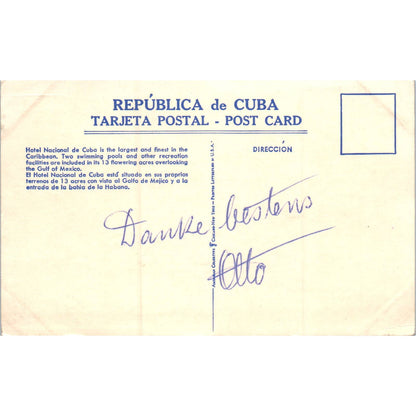 REPÚBLICA de CUBA
TARJETA POSTAL - POST CARD
Hotel Nacional de Cuba is the largest and finest in the
Caribbean. Two swimming pools and other recreation
facilities are included in its 13 flowering acres overlooking
the Gulf of Mexico.
El Hotel Nacional de Cuba está situado en sus proprios
terrenos de 13 acres con vista al Golfo de Mejico y a la
entrada de la bahía de la Habana.
DIRECCIÓN
Danke bestens
Otto